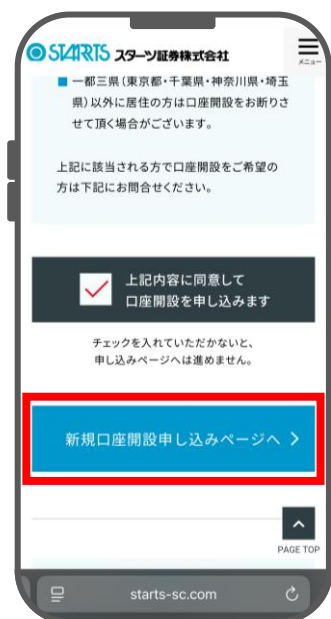 STARTS スターツ証券株式会社
メニュー
■ 一都三県(東京都・千葉県・神奈川県・埼玉
県)以外に居住の方は口座開設をお断りさ
せて頂く場合がございます。
上記に該当される方で口座開設をご希望の
方は下記にお問合せください。
上記内容に同意して
口座開設を申し込みます
チェックを入れていただかないと、
申し込みページへは進めません。
新規口座開設申し込みページへ
PAGE TOP
starts-sc.com